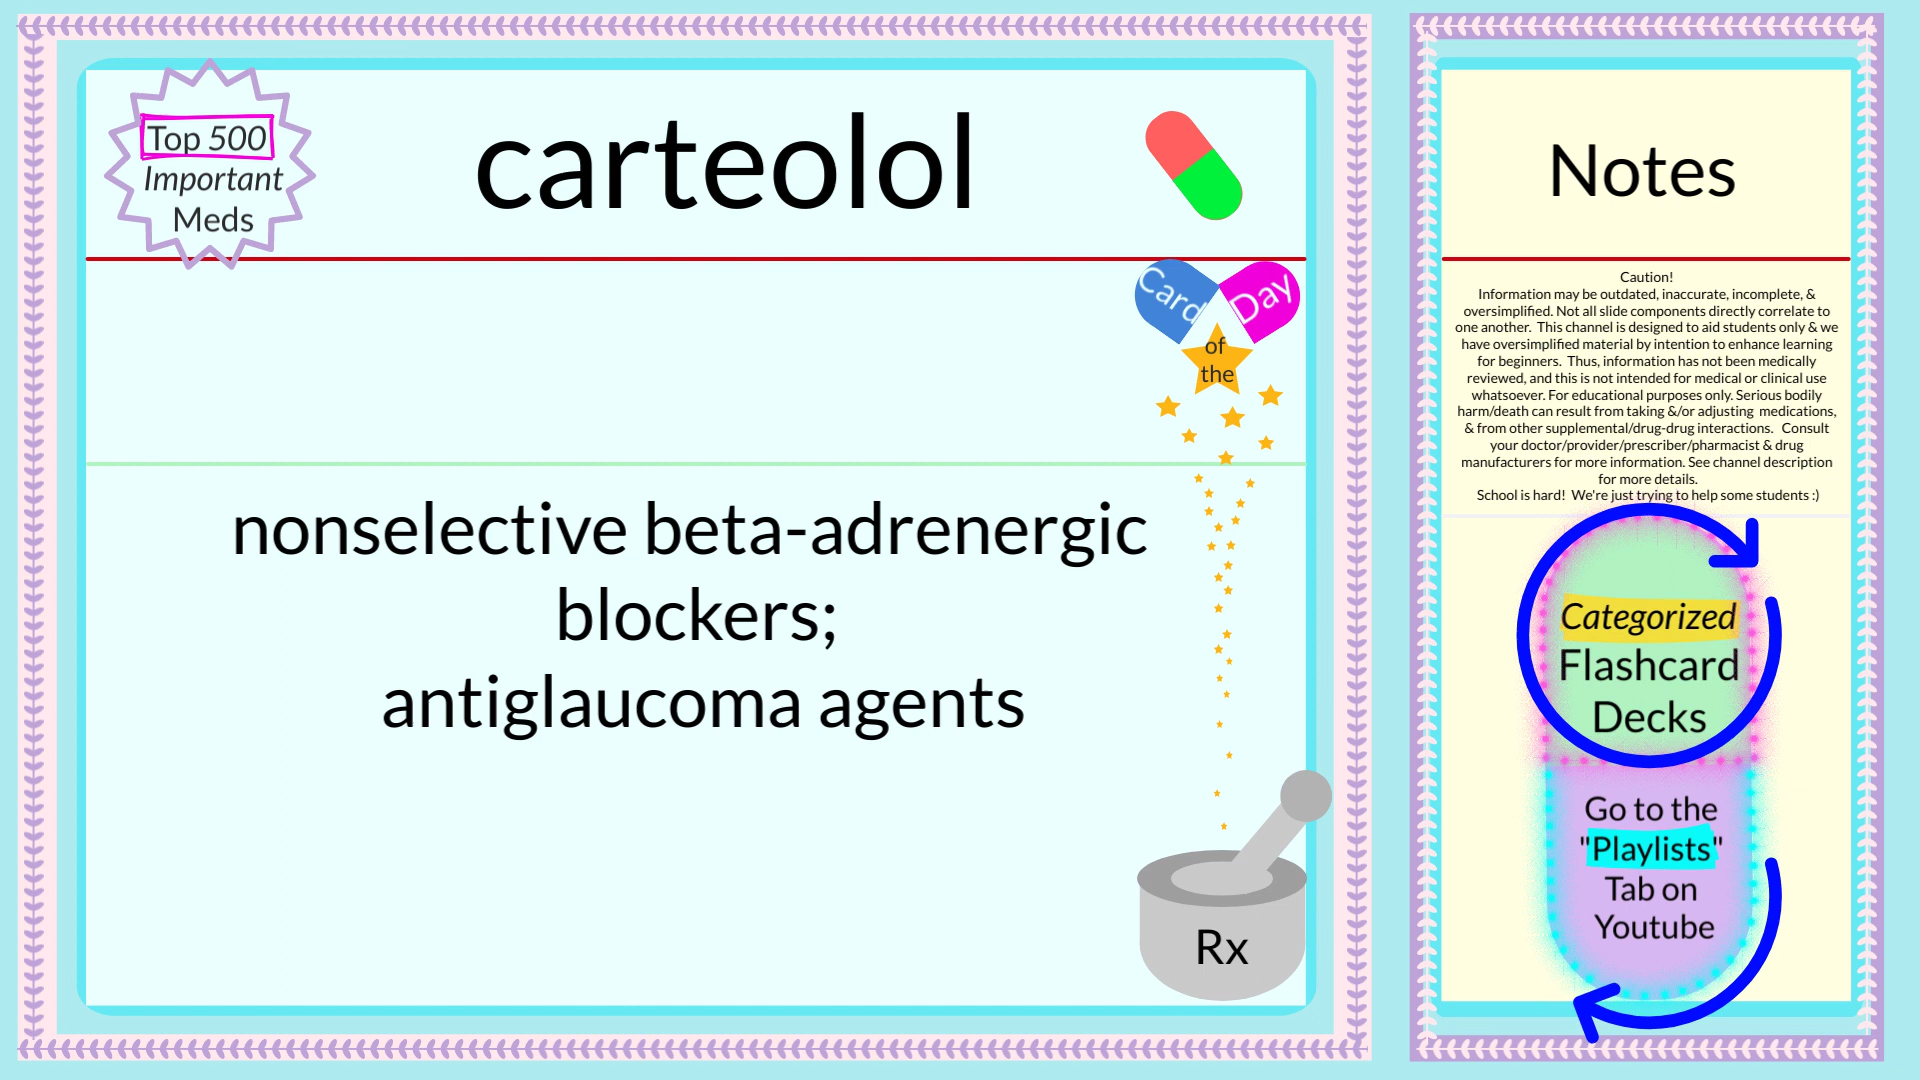 Top 500
Important
Meds
carteolol
Card
Day
of
the
nonselective beta-adrenergic
blockers;
antiglaucoma agents
Rx
Notes
Caution!
Information may be outdated, inaccurate, incomplete, &
oversimplified. Not all slide components directly correlate to
one another. This channel is designed to aid students only & we
have oversimplified material by intention to enhance learning
for beginners. Thus, information has not been medically
reviewed, and this is not intended for medical or clinical use
whatsoever. For educational purposes only. Serious bodily
harm/death can result from taking &/or adjusting medications,
& from other supplemental/drug-drug interactions. Consult
your doctor/provider/prescriber/pharmacist & drug
manufacturers for more information. See channel description
for more details.
School is hard! We're just trying to help some students :)
Categorized
Flashcard
Decks
Go to the
"Playlists"
Tab on
Youtube